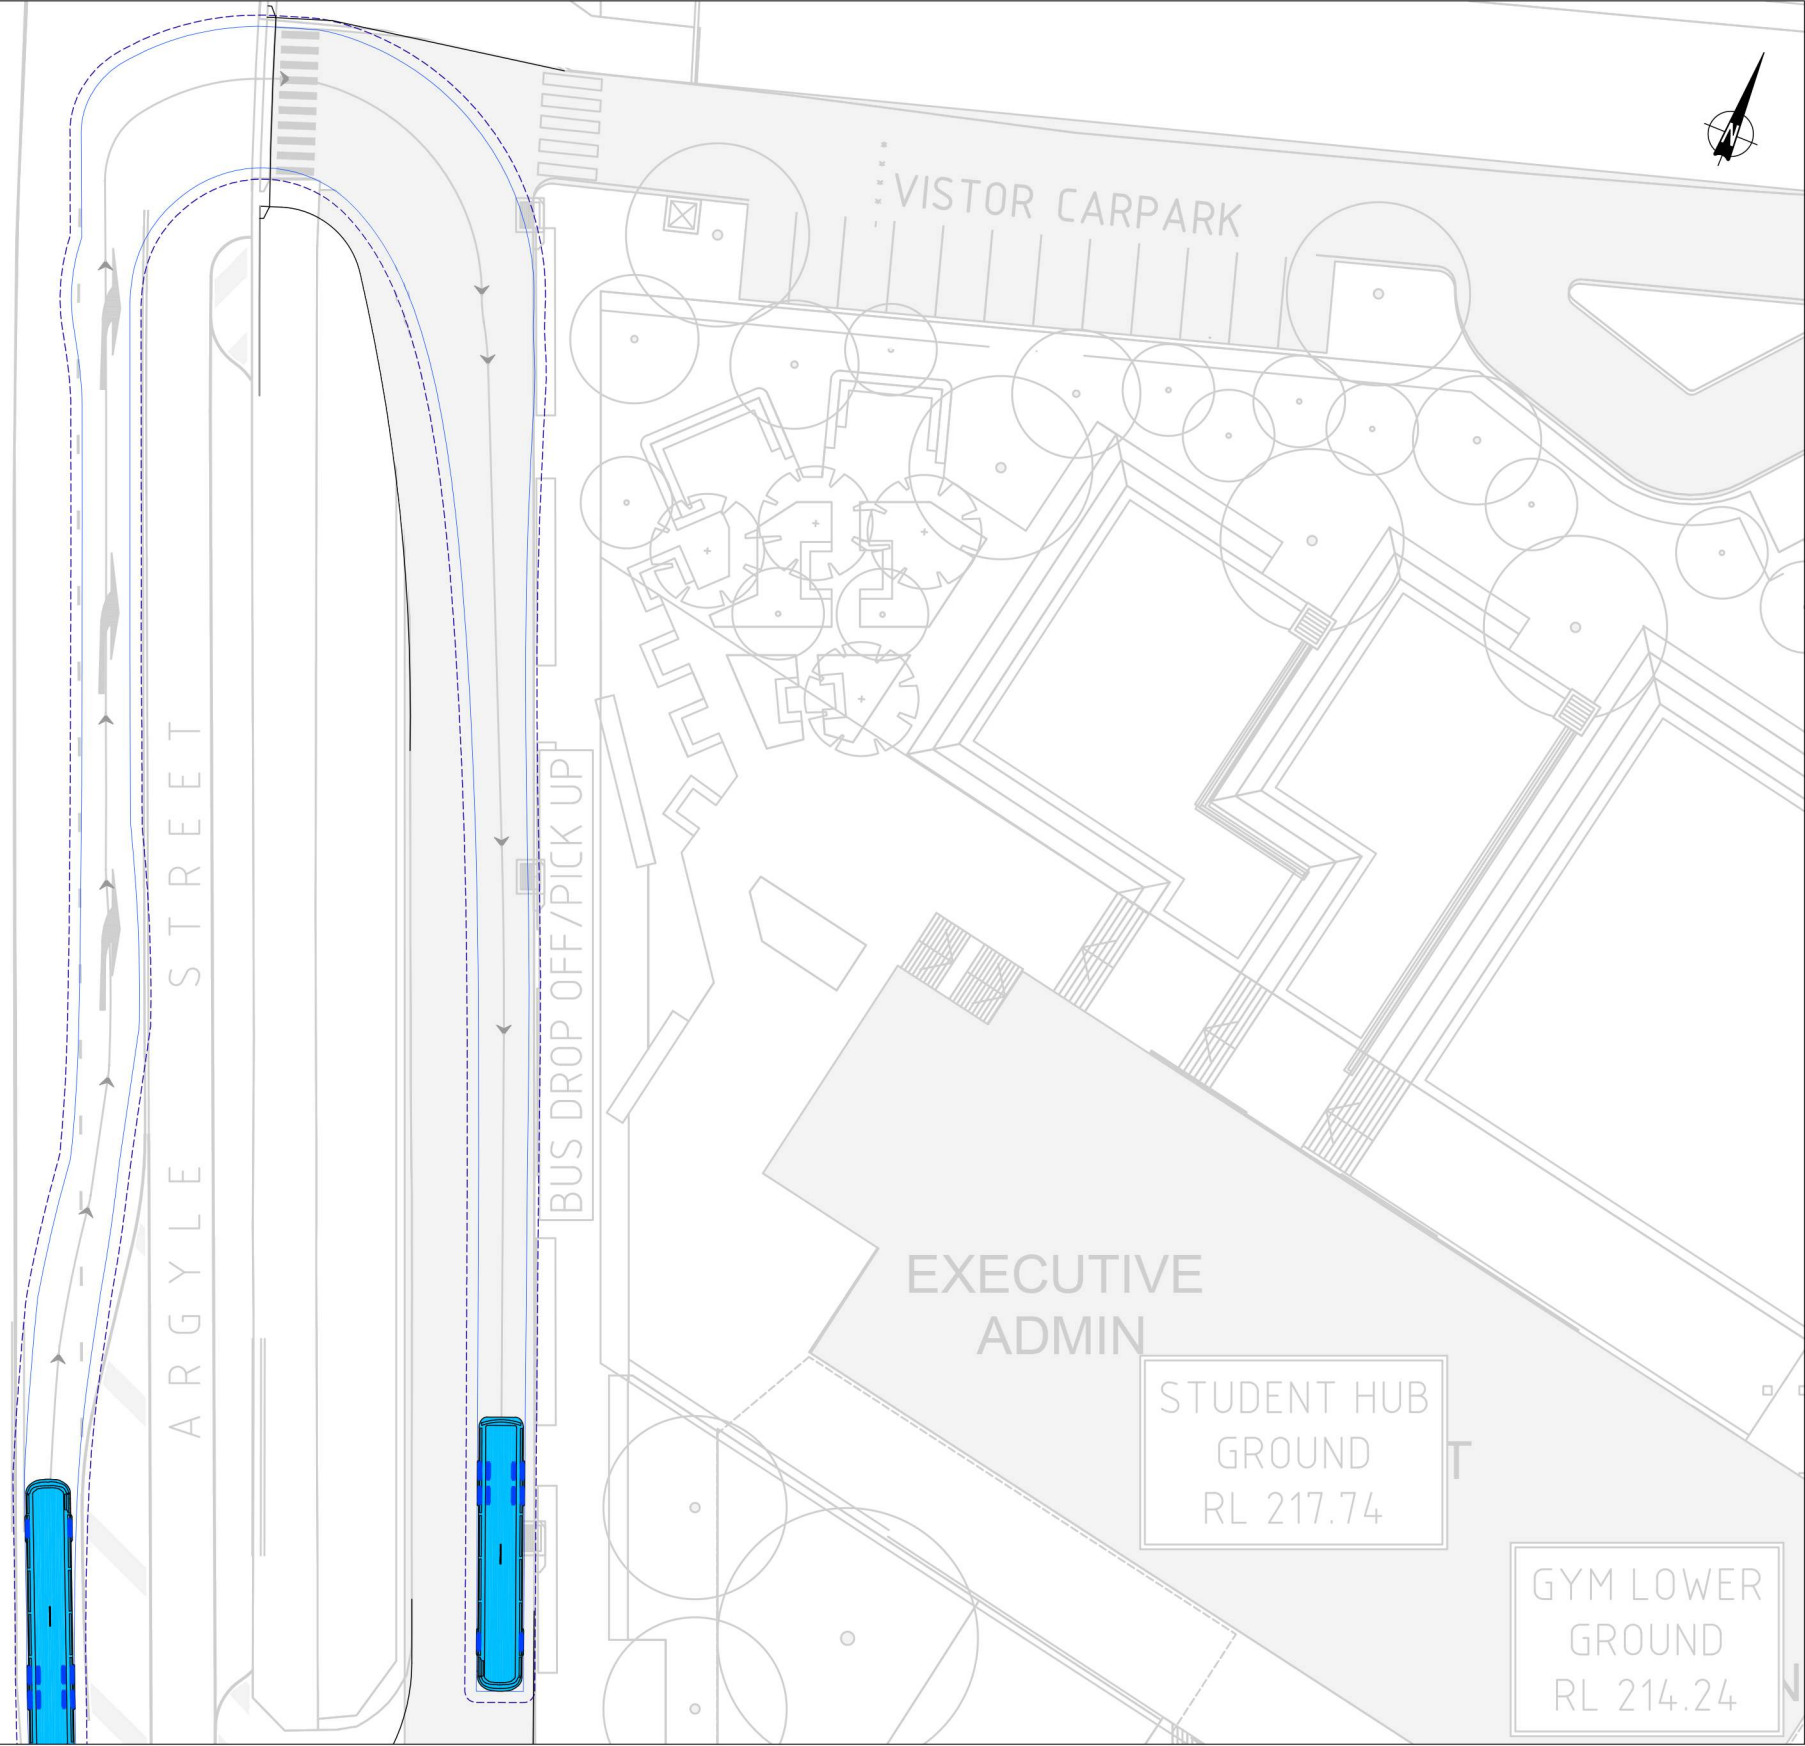 N
VISTOR CARPARK
ARGYLE STREET
BUS DROP OFF/PICK UP
EXECUTIVE
ADMIN
STUDENT HUB
GROUND
RL 217.74
T
GYM LOWER
GROUND
RL 214.24
N